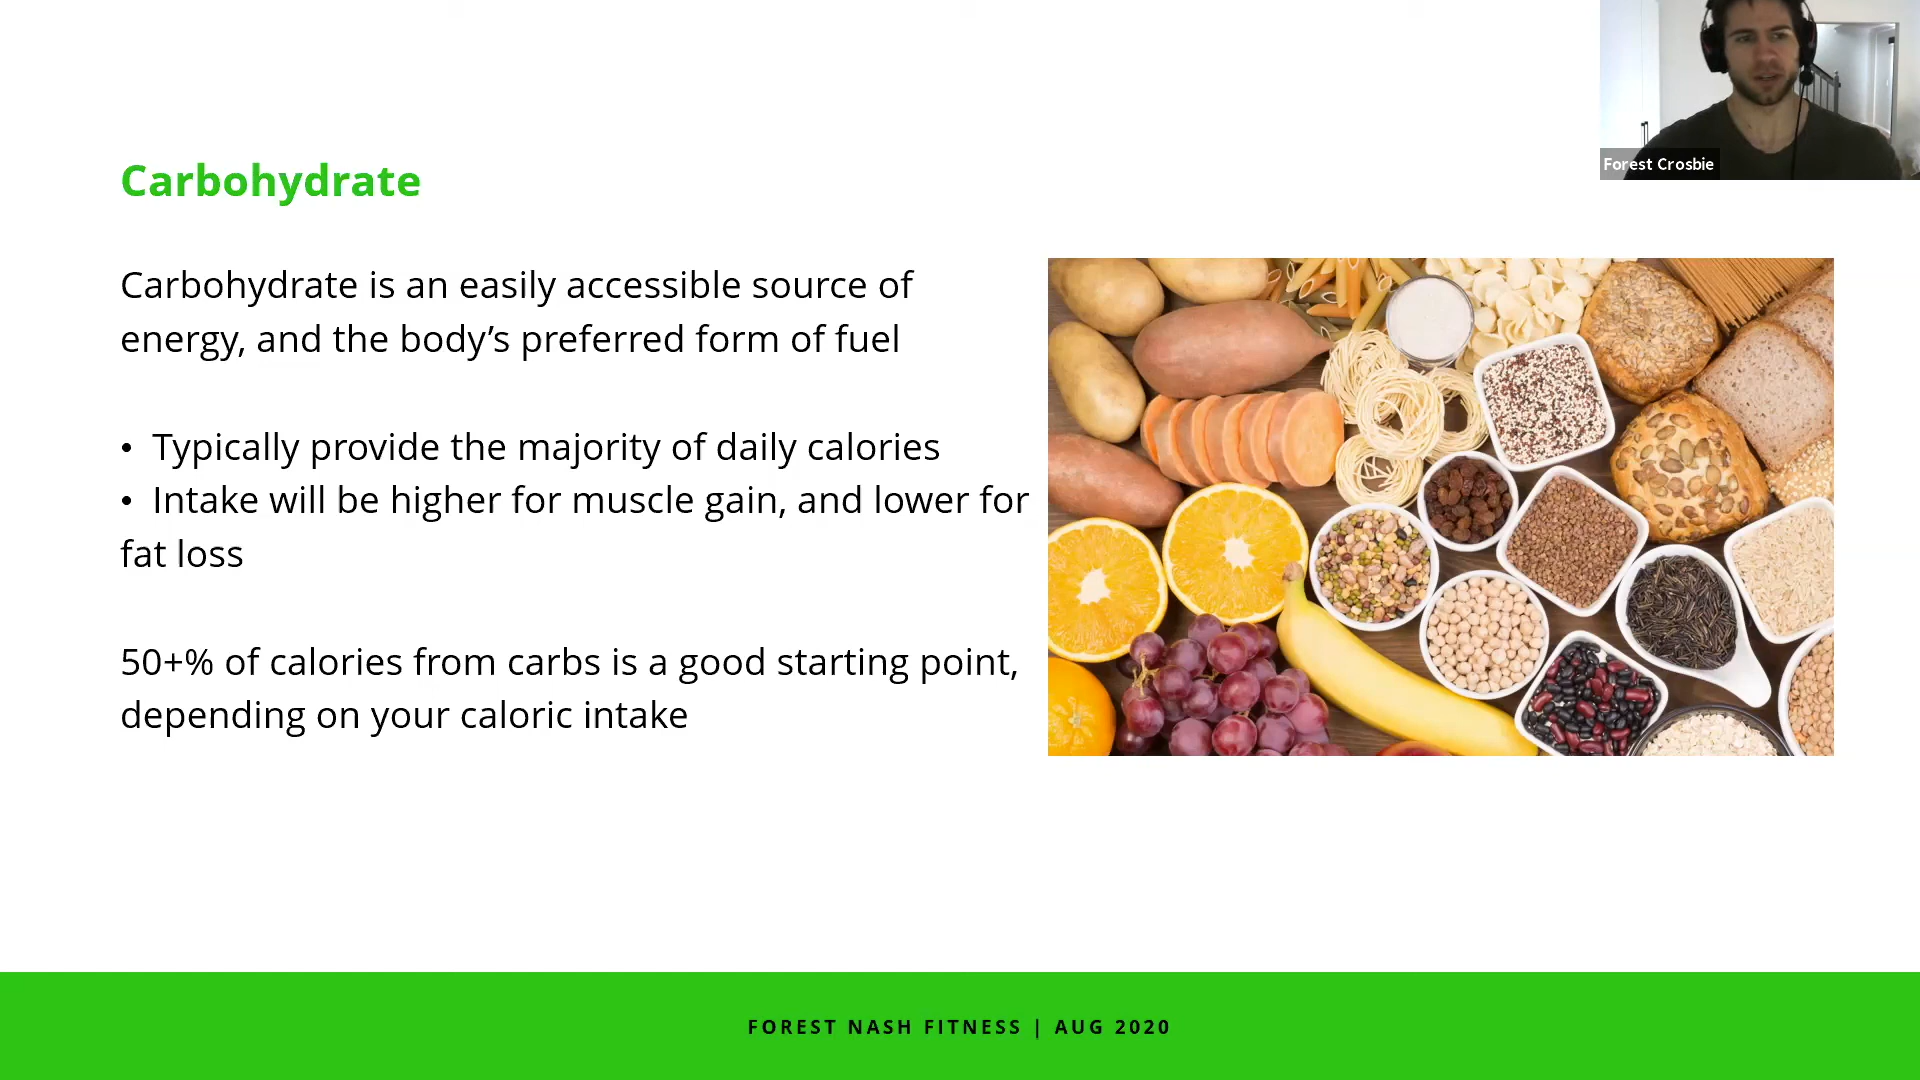 Forest Crosbie
Carbohydrate
Carbohydrate is an easily accessible source of
energy, and the body’s preferred form of fuel
• Typically provide the majority of daily calories
• Intake will be higher for muscle gain, and lower for
fat loss
50+% of calories from carbs is a good starting point,
depending on your caloric intake
FOREST NASH FITNESS | AUG 2020